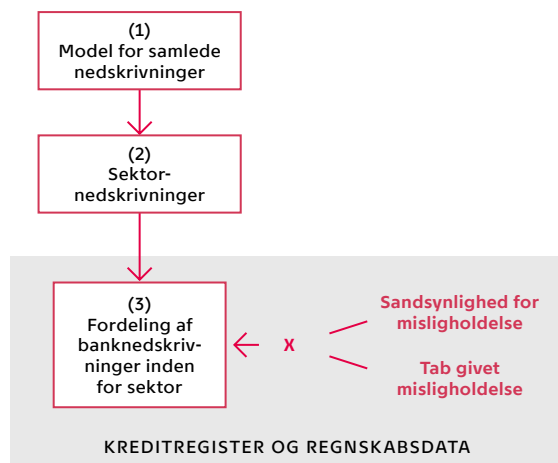 (1)
Model for samlede
nedskrivninger
(2)
Sektor-
nedskrivninger
(3)
Fordeling af
banknedskriv-
ninger inden
for sektor
X
Sandsynlighed for
misligholdelse
Tab givet
misligholdelse
KREDITREGISTER OG REGNSKABSDATA